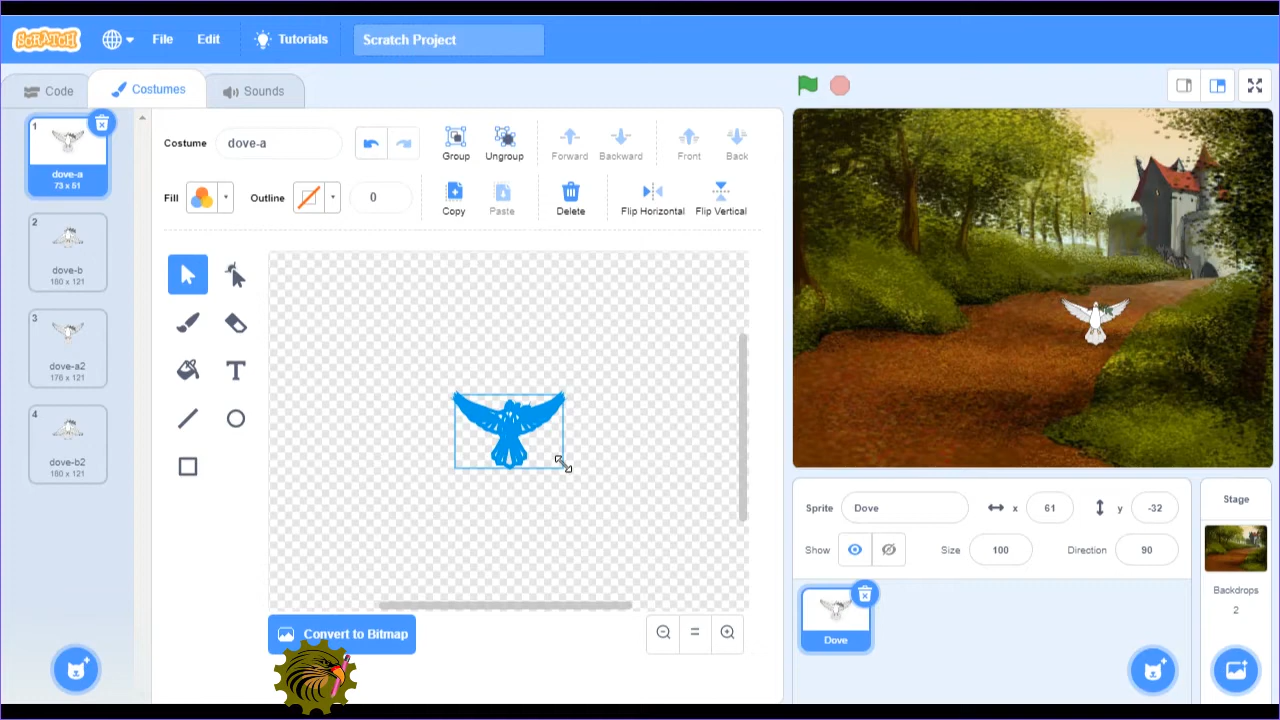 SCRATCH
File
Edit
Tutorials
Scratch Project
Code
Costumes
Sounds
1
dove-a
73 x 51
2
dove-b
180 x 121
3
dove-a2
176 x 121
4
dove-b2
180 x 121
Costume
dove-a
Group
Ungroup
Forward
Backward
Front
Back
Fill
Outline
0
Copy
Paste
Delete
Flip Horizontal
Flip Vertical
T
Convert to Bitmap
Sprite
Dove
x
61
y
-32
Show
Size
100
Direction
90
Dove
Stage
Backdrops
2